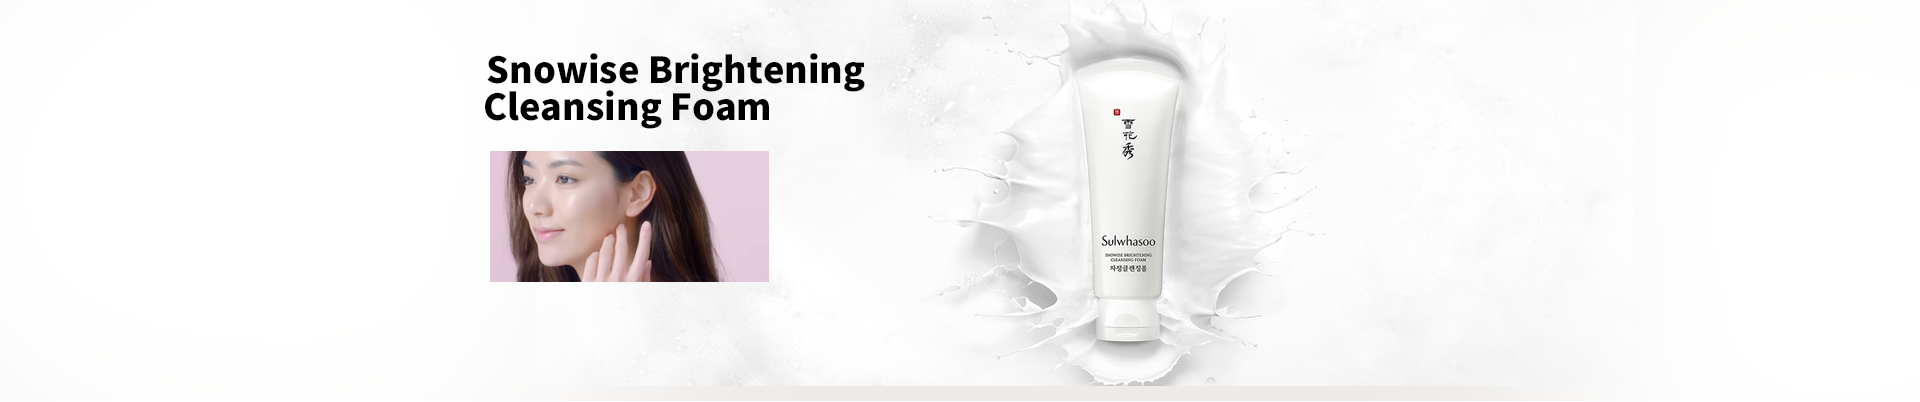 Snowise Brightening
Cleansing Foam
雪花秀
Sulwhasoo
SNOWISE BRIGHTENING
CLEANSING FOAM
자정클렌징폼